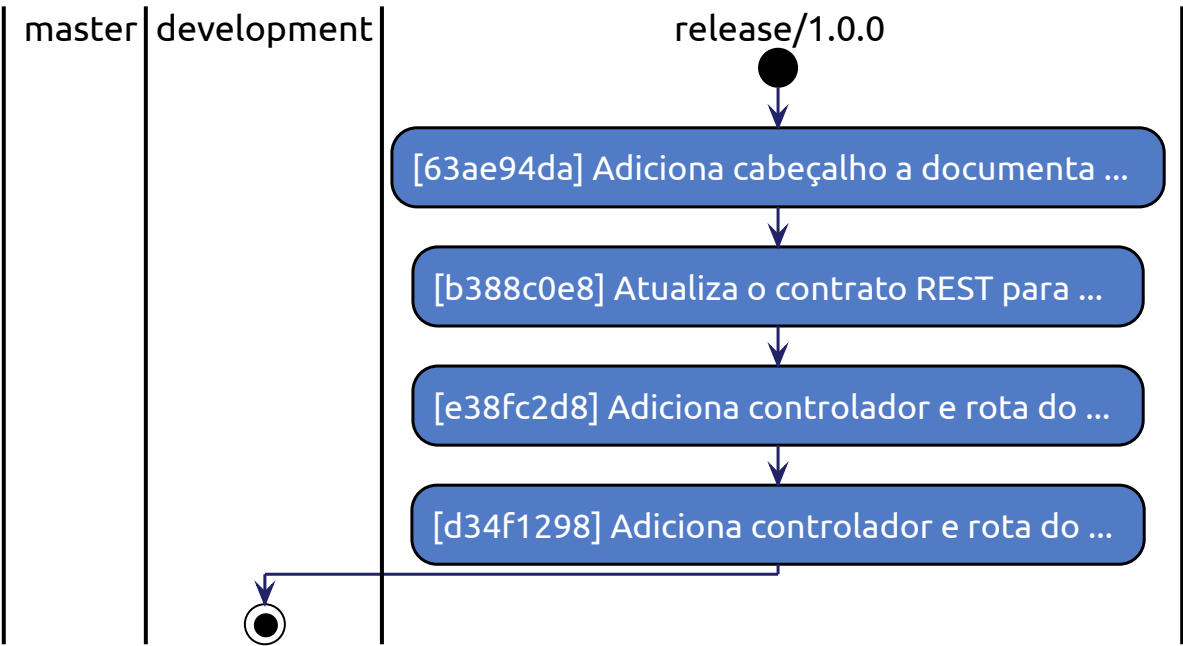 master development release/1.0.0
[63ae94da] Adiciona cabeçalho a documenta ...
[b388c0e8] Atualiza o contrato REST para ...
[e38fc2d8] Adiciona controlador e rota do ...
[d34f1298] Adiciona controlador e rota do ...